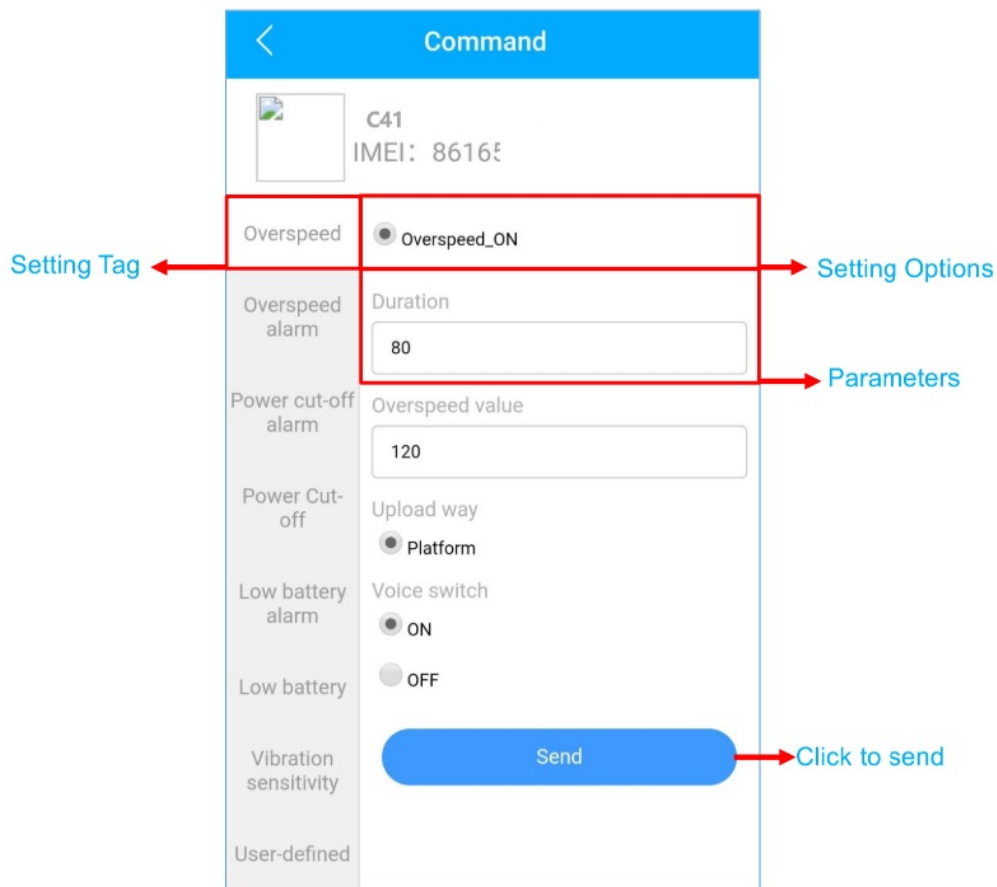 Command
C41
IMEI: 86165
Overspeed
Overspeed_ON
Setting Tag
Setting Options
Overspeed
alarm
Duration
80
Parameters
Power cut-off
alarm
Overspeed value
120
Power Cut-
off
Upload way
Platform
Low battery
alarm
Voice switch
ON
Low battery
OFF
Vibration
sensitivity
Send
Click to send
User-defined